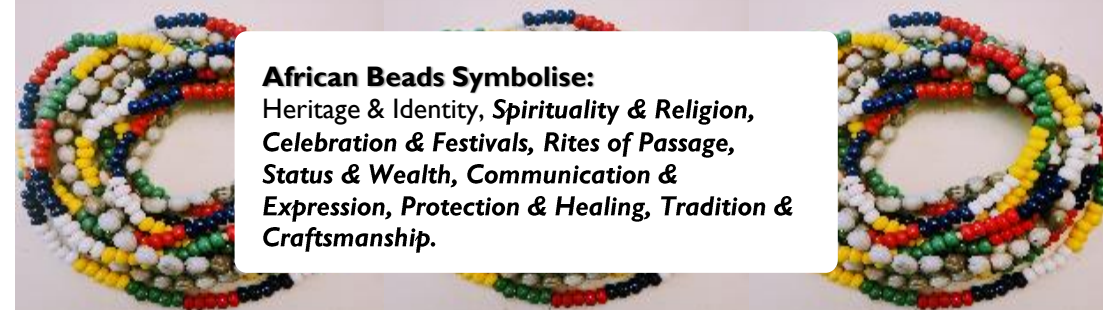 African Beads Symbolise:
Heritage & Identity, Spirituality & Religion,
Celebration & Festivals, Rites of Passage,
Status & Wealth, Communication &
Expression, Protection & Healing, Tradition &
Craftsmanship.